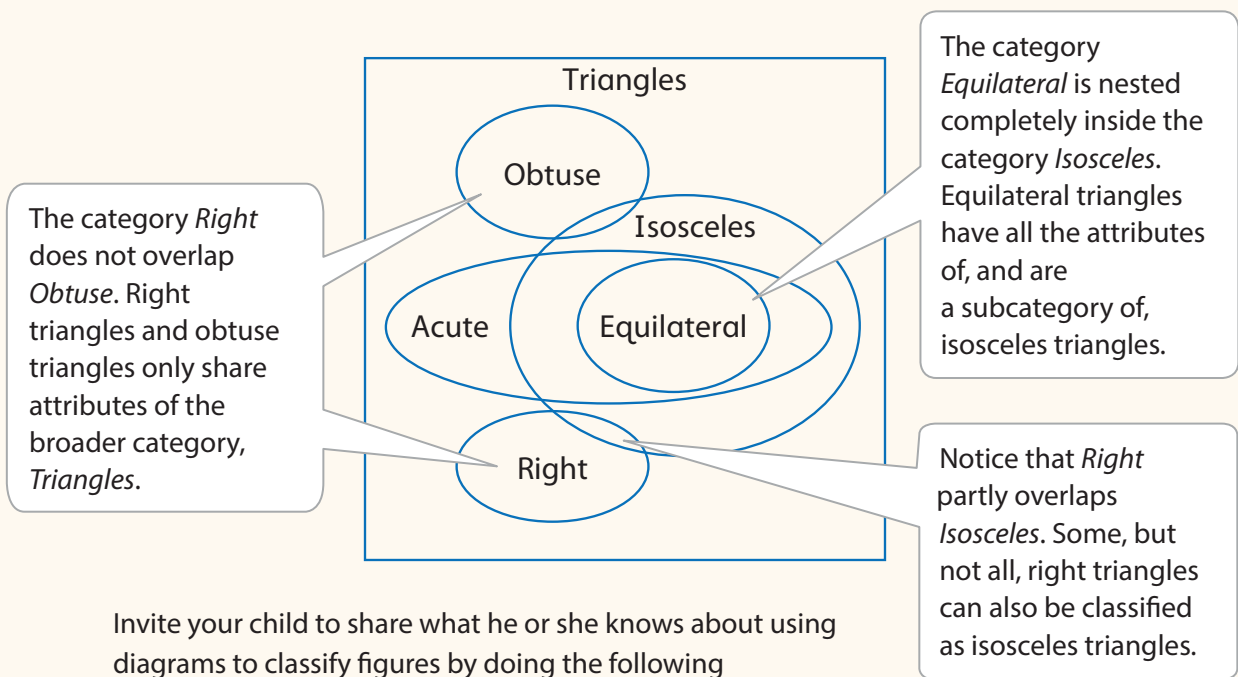 Triangles
Obtuse
Isosceles
Acute
Equilateral
Right
The category Right
does not overlap
Obtuse. Right
triangles and obtuse
triangles only share
attributes of the
broader category,
Triangles.
The category
Equilateral is nested
completely inside the
category Isosceles.
Equilateral triangles
have all the attributes
of, and are
a subcategory of,
isosceles triangles.
Notice that Right
partly overlaps
Isosceles. Some, but
not all, right triangles
can also be classified
as isosceles triangles.
Invite your child to share what he or she knows about using
diagrams to classify figures by doing the following